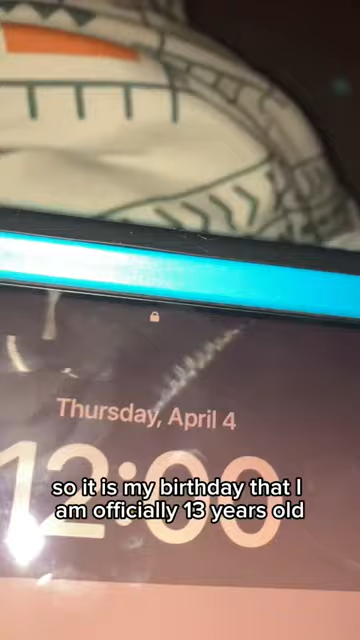 Thursday, April 4
12:00
so it is my birthday that I
am officially 13 years old